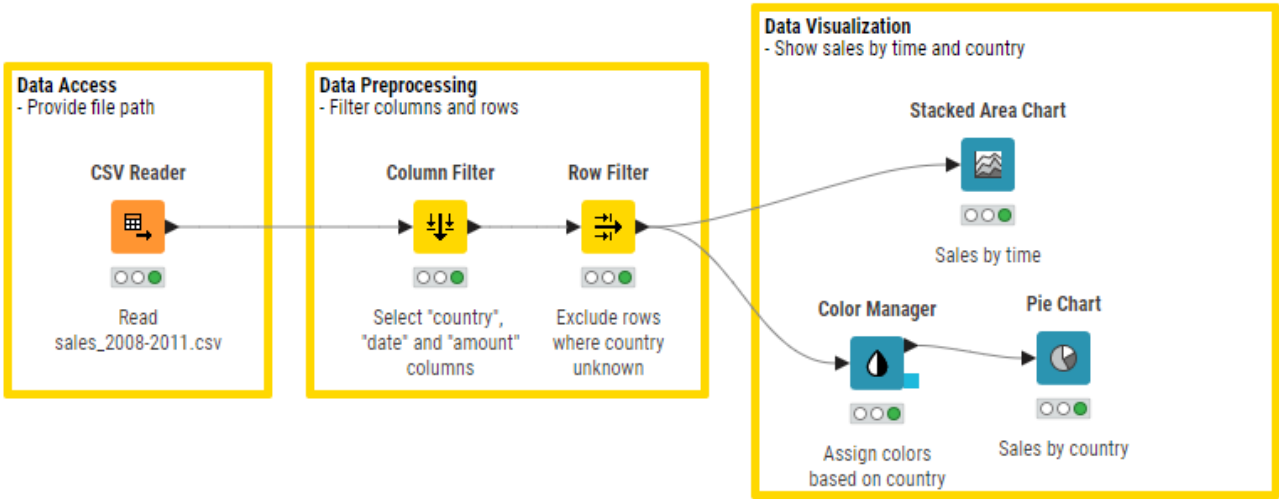 Data Access
- Provide file path
CSV Reader
Read
sales_2008-2011.csv
Data Preprocessing
- Filter columns and rows
Column Filter
Select "country",
"date" and "amount"
columns
Row Filter
Exclude rows
where country
unknown
Data Visualization
- Show sales by time and country
Stacked Area Chart
Sales by time
Color Manager
Assign colors
based on country
Pie Chart
Sales by country